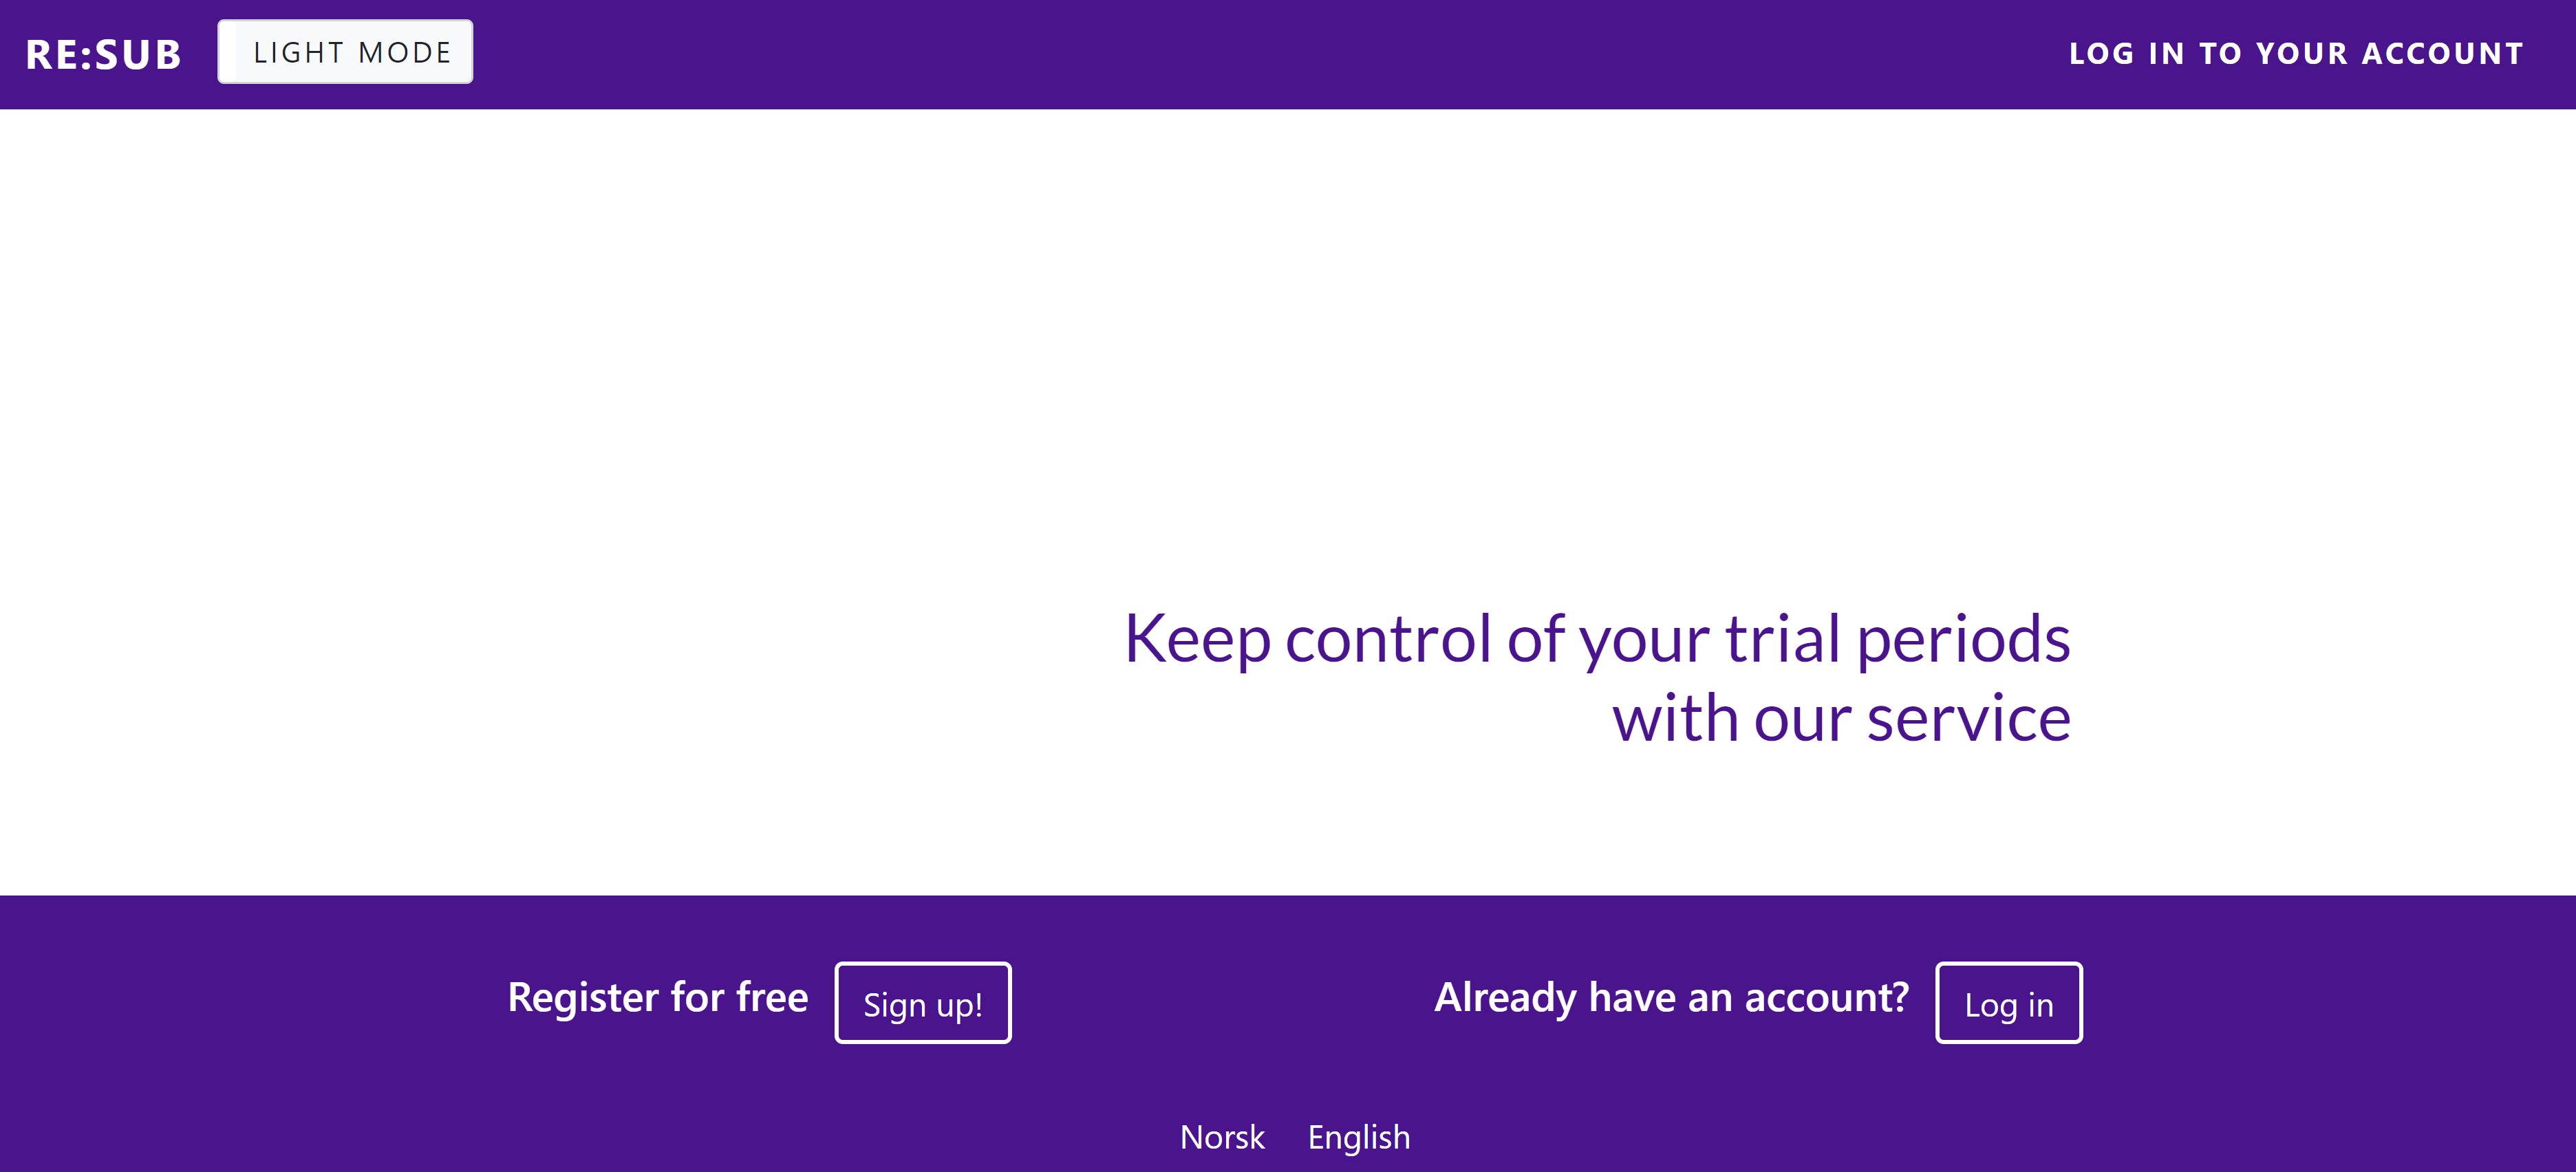 RE:SUB
LIGHT MODE
LOG IN TO YOUR ACCOUNT
Keep control of your trial periods
with our service
Register for free
Sign up!
Already have an account?
Log in
Norsk
English